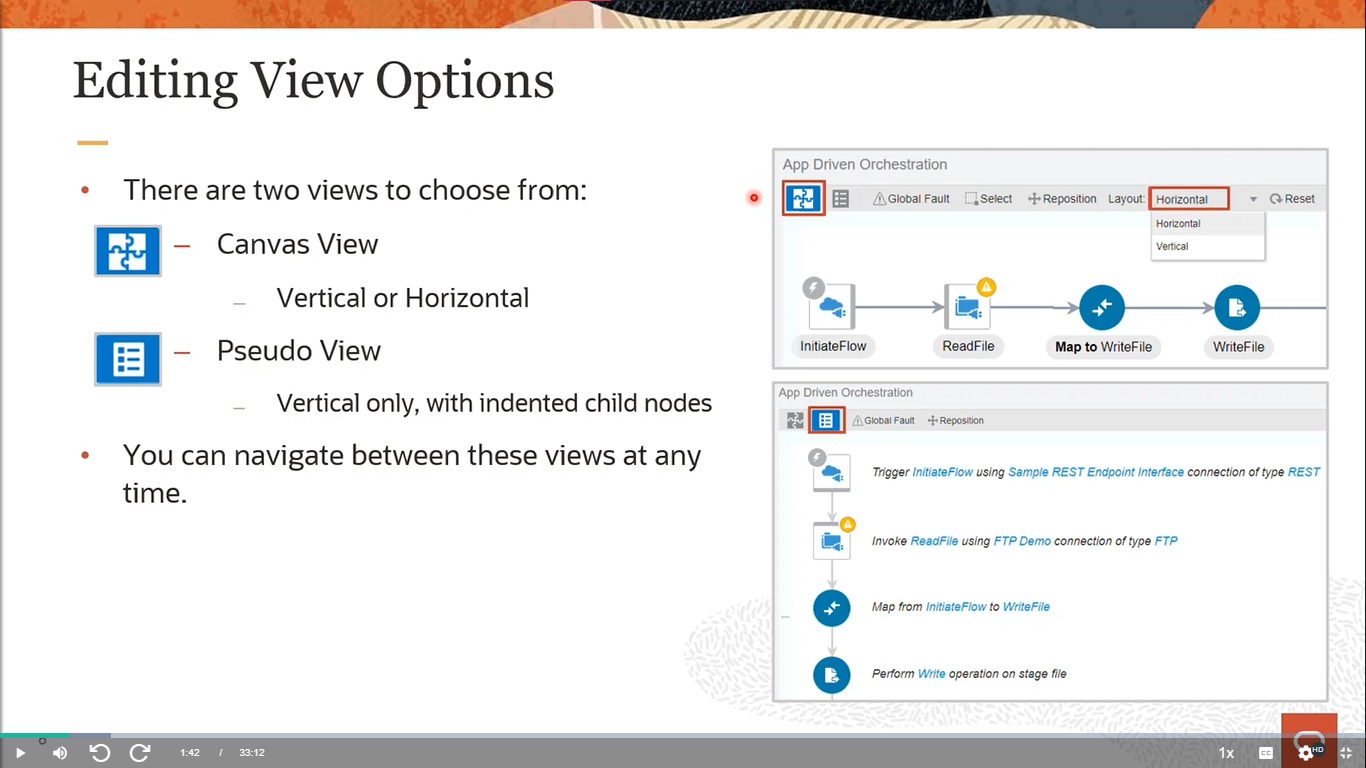 Editing View Options
• There are two views to choose from:
– Canvas View
– Vertical or Horizontal
– Pseudo View
– Vertical only, with indented child nodes
• You can navigate between these views at any
time.
App Driven Orchestration
Global Fault Select Reposition Layout: Horizontal Reset
Horizontal
Vertical
InitiateFlow ReadFile Map to WriteFile WriteFile
App Driven Orchestration
Global Fault Reposition
Trigger InitiateFlow using Sample REST Endpoint Interface connection of type REST
Invoke ReadFile using FTP Demo connection of type FTP
Map from InitiateFlow to WriteFile
Perform Write operation on stage file
1:42 / 33:12 1x CC HD